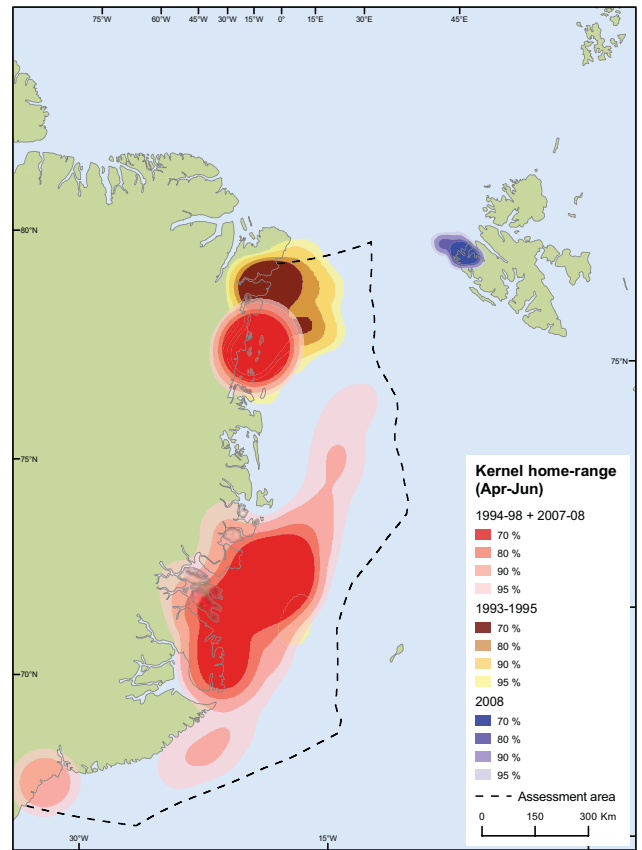 75°W 60°W 45°W 30°W 15°W 0° 15°E 30°E 45°E
80°N
75°N
75°N
70°N
30°W 15°W
Kernel home-range
(Apr-Jun)
1994-98 + 2007-08
70 %
80 %
90 %
95 %
1993-1995
70 %
80 %
90 %
95 %
2008
70 %
80 %
90 %
95 %
Assessment area
0 150 300 Km